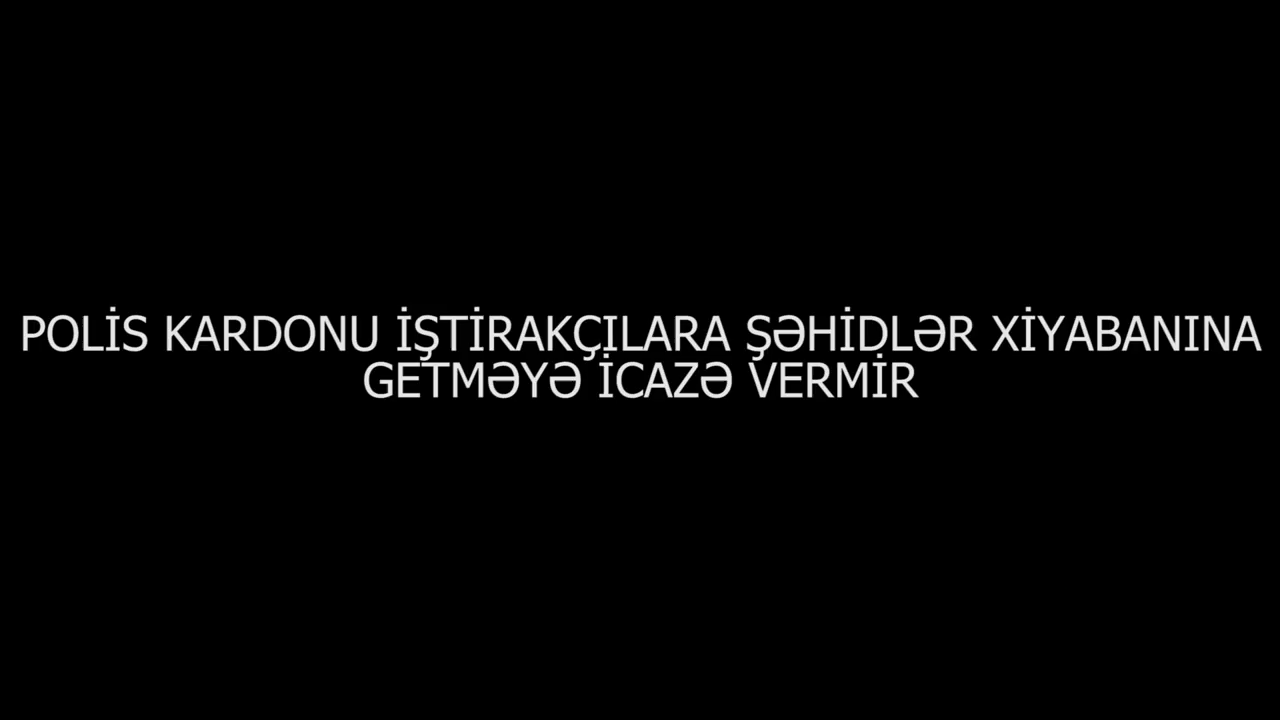 POLİS KARDONU İŞTİRAKÇILARA ŞƏHİDLƏR XİYABANINA
GETMƏYƏ İCAZƏ VERMİR